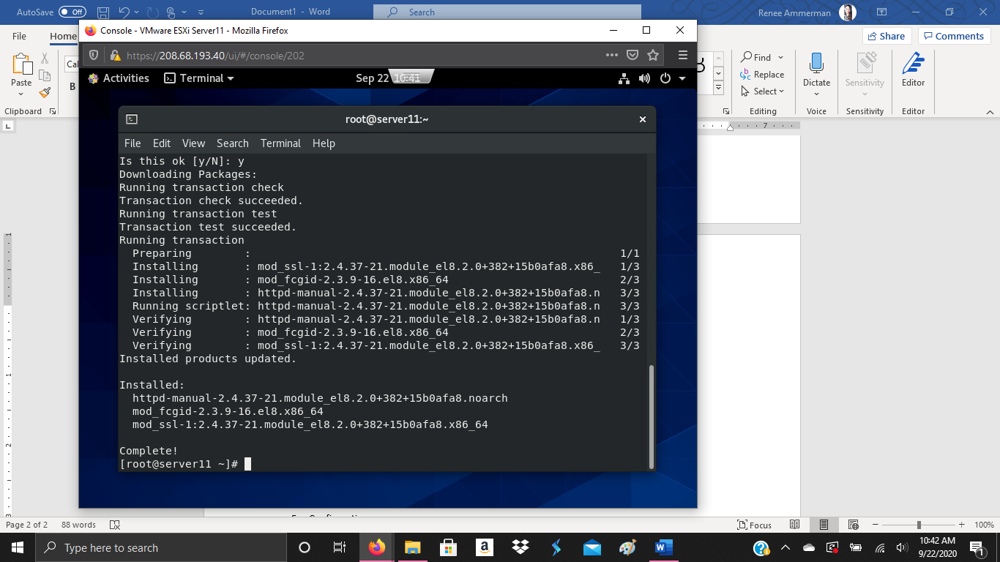 AutoSave Off Document1 - Word Search Renee Ammerman
File Home Share Comments
Console - VMware ESXi Server11 - Mozilla Firefox
https://208.68.193.40/ui/#/console/202
Activities Terminal Sep 22 10:41
Paste
Cal
B
Clipboard
Find
Replace
Select
Editing
Dictate
Voice
Sensitivity
Sensitivity
Editor
Editor
7
root@server11:~
File Edit View Search Terminal Help
Is this ok [y/N]: y
Downloading Packages:
Running transaction check
Transaction check succeeded.
Running transaction test
Transaction test succeeded.
Running transaction
Preparing : 1/1
Installing : mod_ssl-1:2.4.37-21.module_el8.2.0+382+15b0afa8.x86_ 1/3
Installing : mod_fcgid-2.3.9-16.el8.x86_64 2/3
Installing : httpd-manual-2.4.37-21.module_el8.2.0+382+15b0afa8.n 3/3
Running scriptlet: httpd-manual-2.4.37-21.module_el8.2.0+382+15b0afa8.n 3/3
Verifying : httpd-manual-2.4.37-21.module_el8.2.0+382+15b0afa8.n 1/3
Verifying : mod_fcgid-2.3.9-16.el8.x86_64 2/3
Verifying : mod_ssl-1:2.4.37-21.module_el8.2.0+382+15b0afa8.x86_ 3/3
Installed products updated.
Installed:
httpd-manual-2.4.37-21.module_el8.2.0+382+15b0afa8.noarch
mod_fcgid-2.3.9-16.el8.x86_64
mod_ssl-1:2.4.37-21.module_el8.2.0+382+15b0afa8.x86_64
Complete!
[root@server11 ~]#
Page 2 of 2 88 words Focus 100%
Type here to search
10:42 AM
9/22/2020
1